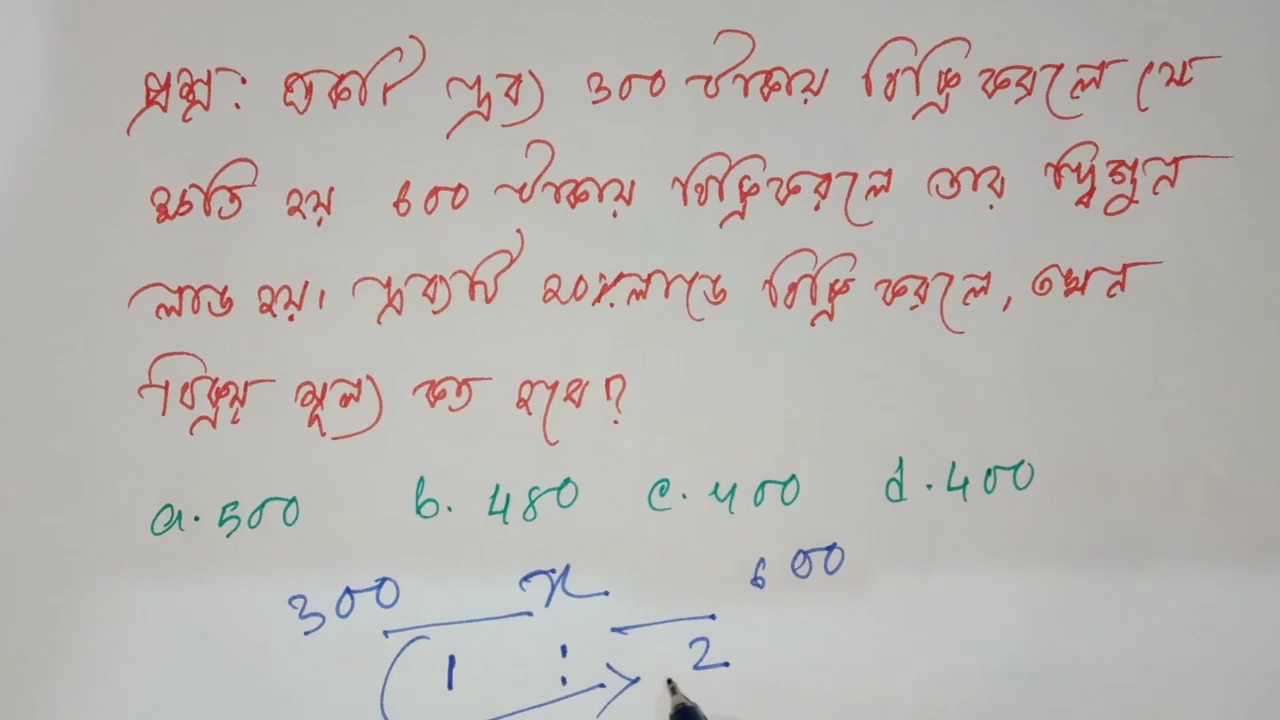 প্রশ্ন: একটি দ্রব্য ৩০০ টাকায় বিক্রি করলে যে
ক্ষতি হয় ৬০০ টাকায় বিক্রি করলে তার দ্বিগুন
লাভ হয়। দ্রব্যটি ২০% লাভে বিক্রি করলে, তখন
বিক্রয় মূল্য কত হবে?
a. 500 b. 480 c. 400 d. 400
300 x 600
1 : 2